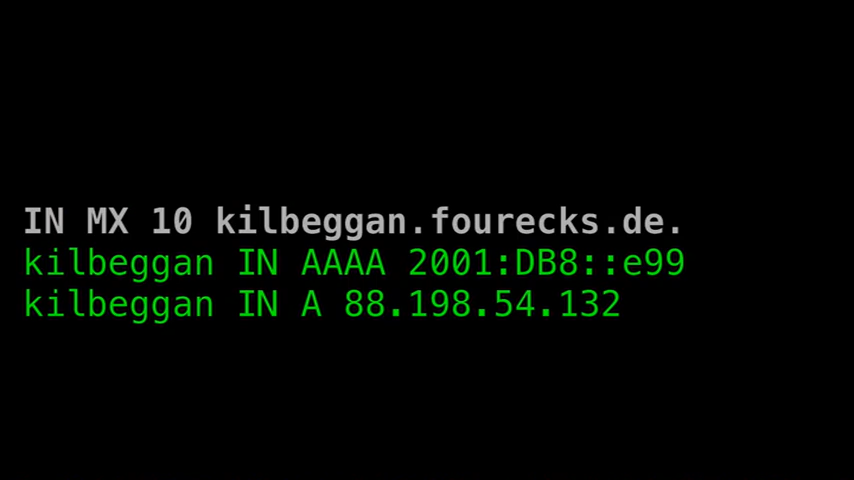 IN MX 10 kilbeggan.fourecks.de.
kilbeggan IN AAAA 2001:DB8::e99
kilbeggan IN A 88.198.54.132